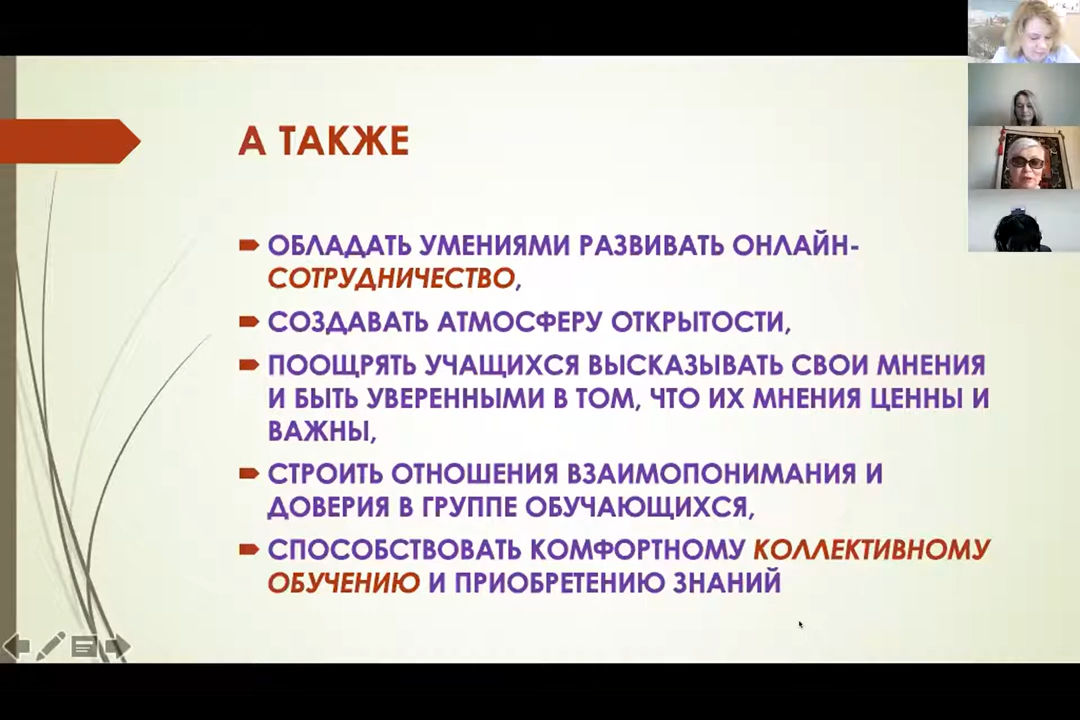 А ТАКЖЕ
ОБЛАДАТЬ УМЕНИЯМИ РАЗВИВАТЬ ОНЛАЙН-
СОТРУДНИЧЕСТВО,
СОЗДАВАТЬ АТМОСФЕРУ ОТКРЫТОСТИ,
ПООЩРЯТЬ УЧАЩИХСЯ ВЫСКАЗЫВАТЬ СВОИ МНЕНИЯ
И БЫТЬ УВЕРЕННЫМИ В ТОМ, ЧТО ИХ МНЕНИЯ ЦЕННЫ И
ВАЖНЫ,
СТРОИТЬ ОТНОШЕНИЯ ВЗАИМОПОНИМАНИЯ И
ДОВЕРИЯ В ГРУППЕ ОБУЧАЮЩИХСЯ,
СПОСОБСТВОВАТЬ КОМФОРТНОМУ КОЛЛЕКТИВНОМУ
ОБУЧЕНИЮ И ПРИОБРЕТЕНИЮ ЗНАНИЙ